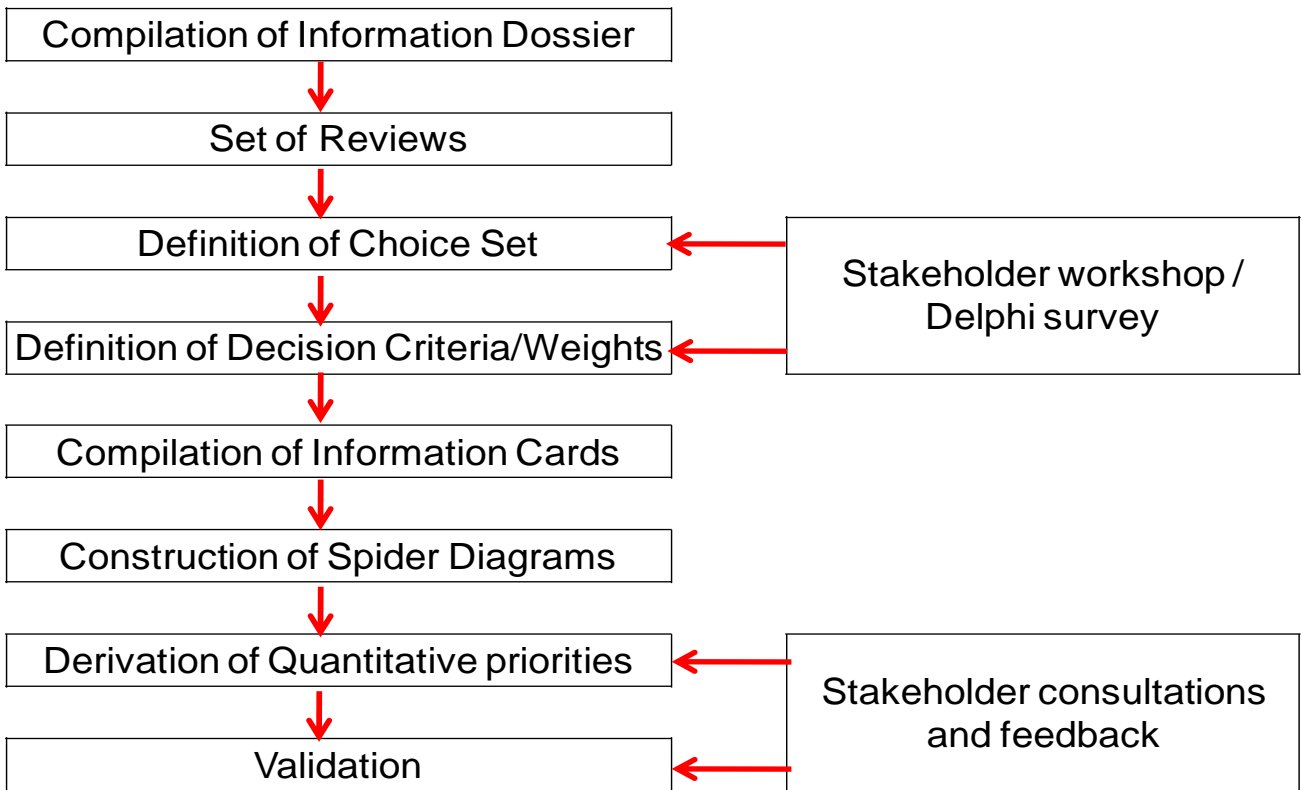 Compilation of Information Dossier
Set of Reviews
Definition of Choice Set
Definition of Decision Criteria/Weights
Compilation of Information Cards
Construction of Spider Diagrams
Derivation of Quantitative priorities
Validation
Stakeholder workshop /
Delphi survey
Stakeholder consultations
and feedback